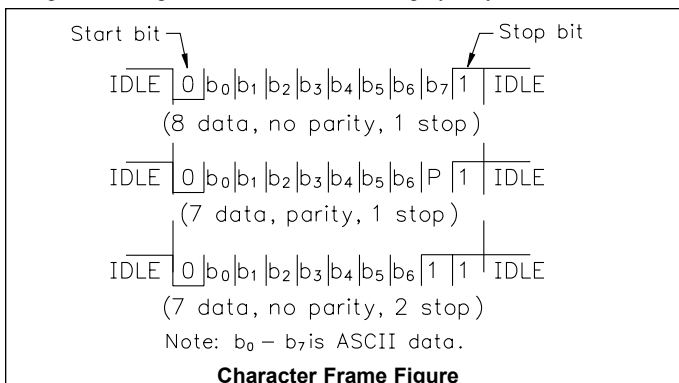 Start bit Stop bit
IDLE 0 b₀ b₁ b₂ b₃ b₄ b₅ b₆ b₇ 1 IDLE
(8 data, no parity, 1 stop)
IDLE 0 b₀ b₁ b₂ b₃ b₄ b₅ b₆ P 1 IDLE
(7 data, parity, 1 stop)
IDLE 0 b₀ b₁ b₂ b₃ b₄ b₅ b₆ 1 1 IDLE
(7 data, no parity, 2 stop)
Note: b₀ – b₇ is ASCII data.
Character Frame Figure